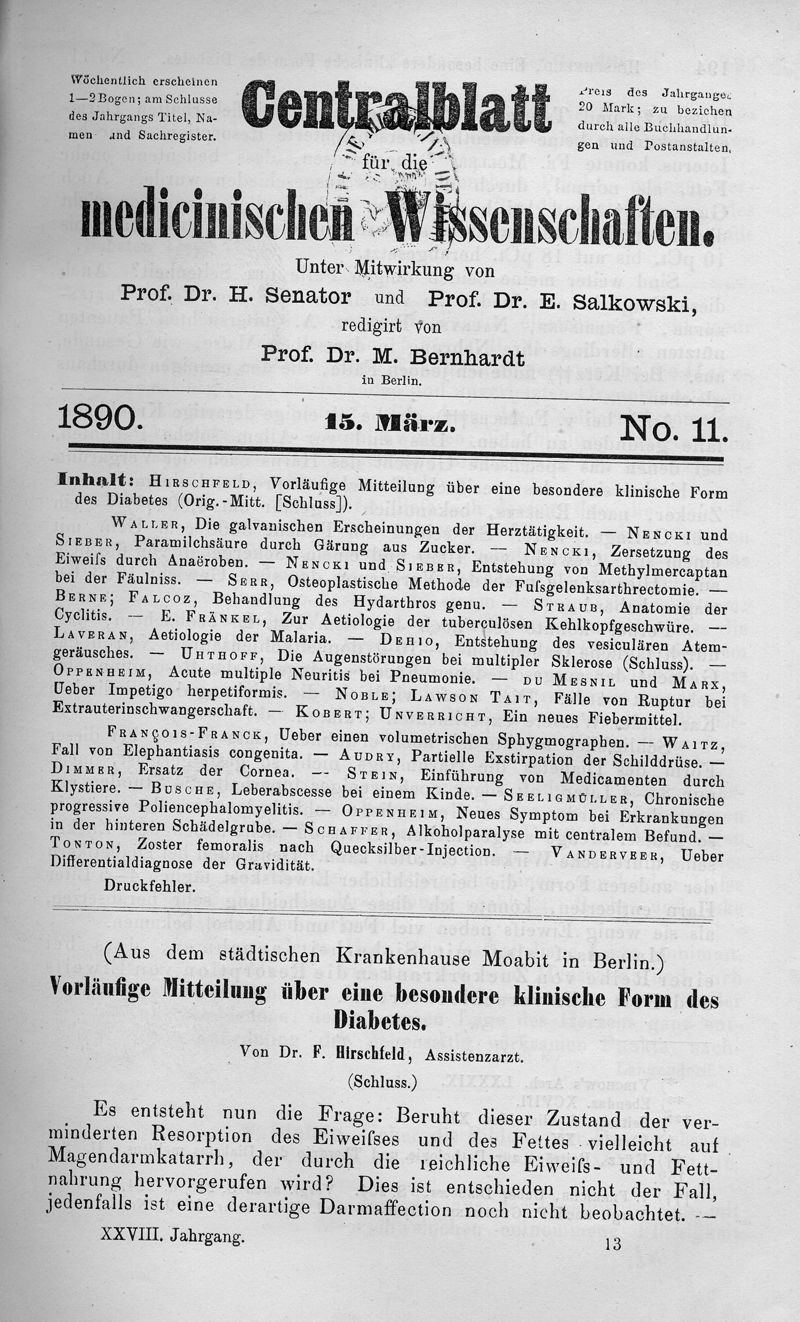 Wöchentlich erscheinen
1—2 Bogen; am Schlusse
des Jahrgangs Titel, Na-
men und Sachregister.
Centralblatt
Preis des Jahrganges
20 Mark; zu beziehen
durch alle Buchhandlun-
gen und Postanstalten.
für die
medicinischen Wissenschaften.
Unter Mitwirkung von
Prof. Dr. H. Senator und Prof. Dr. E. Salkowski,
redigirt von
Prof. Dr. M. Bernhardt
in Berlin.
1890. 15. März. No. 11.
Inhalt: Hirschfeld, Vorläufige Mitteilung über eine besondere klinische Form
des Diabetes (Orig.-Mitt. [Schluss]).
Waller, Die galvanischen Erscheinungen der Herztätigkeit. — Nencki und
Sieber, Paramilchsäure durch Gärung aus Zucker. — Nencki, Zersetzung des
Eiweiſs durch Anaëroben. — Nencki und Sieber, Entstehung von Methylmercaptan
bei der Fäulniss. — Serr, Osteoplastische Methode der Fuſsgelenksarthrectomie. —
Berne; Falcoz, Behandlung des Hydarthros genu. — Straub, Anatomie der
Cyclitis. — E. Fränkel, Zur Aetiologie der tuberculösen Kehlkopfgeschwüre. —
Laveran, Aetiologie der Malaria. — Dehio, Entstehung des vesiculären Atem-
geräusches. — Uhthoff, Die Augenstörungen bei multipler Sklerose (Schluss). —
Oppenheim, Acute multiple Neuritis bei Pneumonie. — du Mesnil und Marx,
Ueber Impetigo herpetiformis. — Noble; Lawson Tait, Fälle von Ruptur bei
Extrauterinschwangerschaft. — Kobert; Unverricht, Ein neues Fiebermittel.
François-Franck, Ueber einen volumetrischen Sphygmographen. — Waitz,
Fall von Elephantiasis congenita. — Audry, Partielle Exstirpation der Schilddrüse. —
Dimmer, Ersatz der Cornea. — Stein, Einführung von Medicamenten durch
Klystiere. — Busche, Leberabscesse bei einem Kinde. — Seeligmüller, Chronische
progressive Poliencephalomyelitis. — Oppenheim, Neues Symptom bei Erkrankungen
in der hinteren Schädelgrube. — Schaffer, Alkoholparalyse mit centralem Befund. —
Tonton, Zoster femoralis nach Quecksilber-Injection. — Vanderveer, Ueber
Differentialdiagnose der Gravidität.
Druckfehler.
(Aus dem städtischen Krankenhause Moabit in Berlin.)
Vorläufige Mitteilung über eine besondere klinische Form des
Diabetes.
Von Dr. F. Hirschfeld, Assistenzarzt.
(Schluss.)
Es entsteht nun die Frage: Beruht dieser Zustand der ver-
minderten Resorption des Eiweiſses und des Fettes vielleicht auf
Magendarmkatarrh, der durch die reichliche Eiweiſs- und Fett-
nahrung hervorgerufen wird? Dies ist entschieden nicht der Fall,
jedenfalls ist eine derartige Darmaffection noch nicht beobachtet. —
XXVIII. Jahrgang. 13